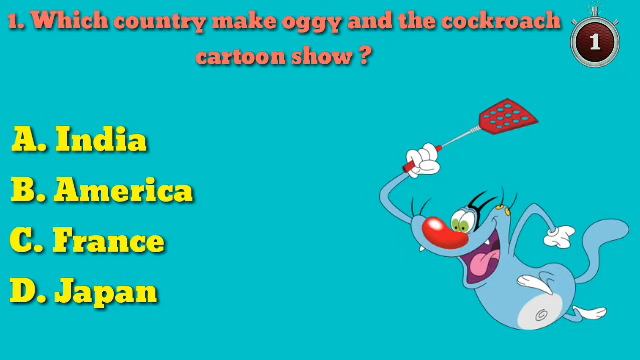 1. Which country make oggy and the cockroach
cartoon show ?
1
A. India
B. America
C. France
D. Japan